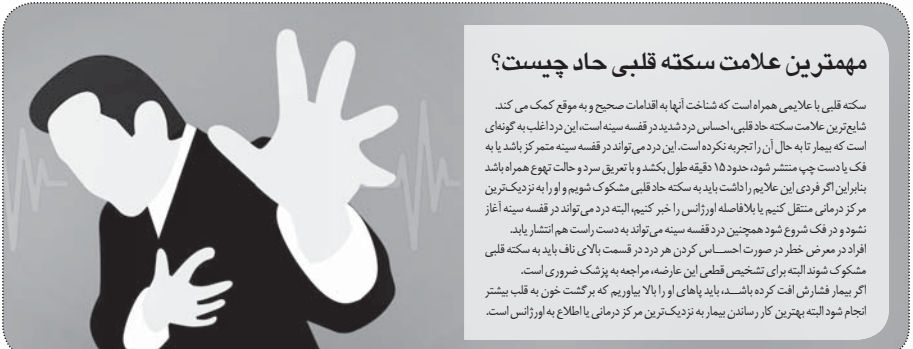 مهمترین علامت سکته قلبی حاد چیست؟
سکته قلبی با علایمی همراه است که شناخت آنها به اقدامات صحیح و به موقع کمک می کند.
شایع‌ترین علامت سکته حاد قلبی، احساس درد شدید در قفسه سینه است، این درد اغلب به گونه‌ای
است که بیمار تا به حال آن را تجربه نکرده است. این درد می‌تواند در قفسه سینه متمرکز باشد یا به
فک یا دست چپ منتشر شود، حدود ۱۵ دقیقه طول بکشد و با تعریق سرد و حالت تهوع همراه باشد
بنابراین اگر فردی این علایم را داشت باید به سکته حاد قلبی مشکوک شویم و او را به نزدیک‌ترین
مرکز درمانی منتقل کنیم یا بلافاصله اورژانس را خبر کنیم، البته درد می‌تواند در قفسه سینه آغاز
نشود و در فک شروع شود همچنین درد قفسه سینه می‌تواند به دست راست هم انتشار یابد.
افراد در معرض خطر در صورت احساس کردن هر درد در قسمت بالای ناف باید به سکته قلبی
مشکوک شوند البته برای تشخیص قطعی این عارضه، مراجعه به پزشک ضروری است.
اگر بیمار فشارش افت کرده باشد، باید پاهای او را بالا بیاوریم که برگشت خون به قلب بیشتر
انجام شود البته بهترین کار رساندن بیمار به نزدیک‌ترین مرکز درمانی یا اطلاع به اورژانس است.